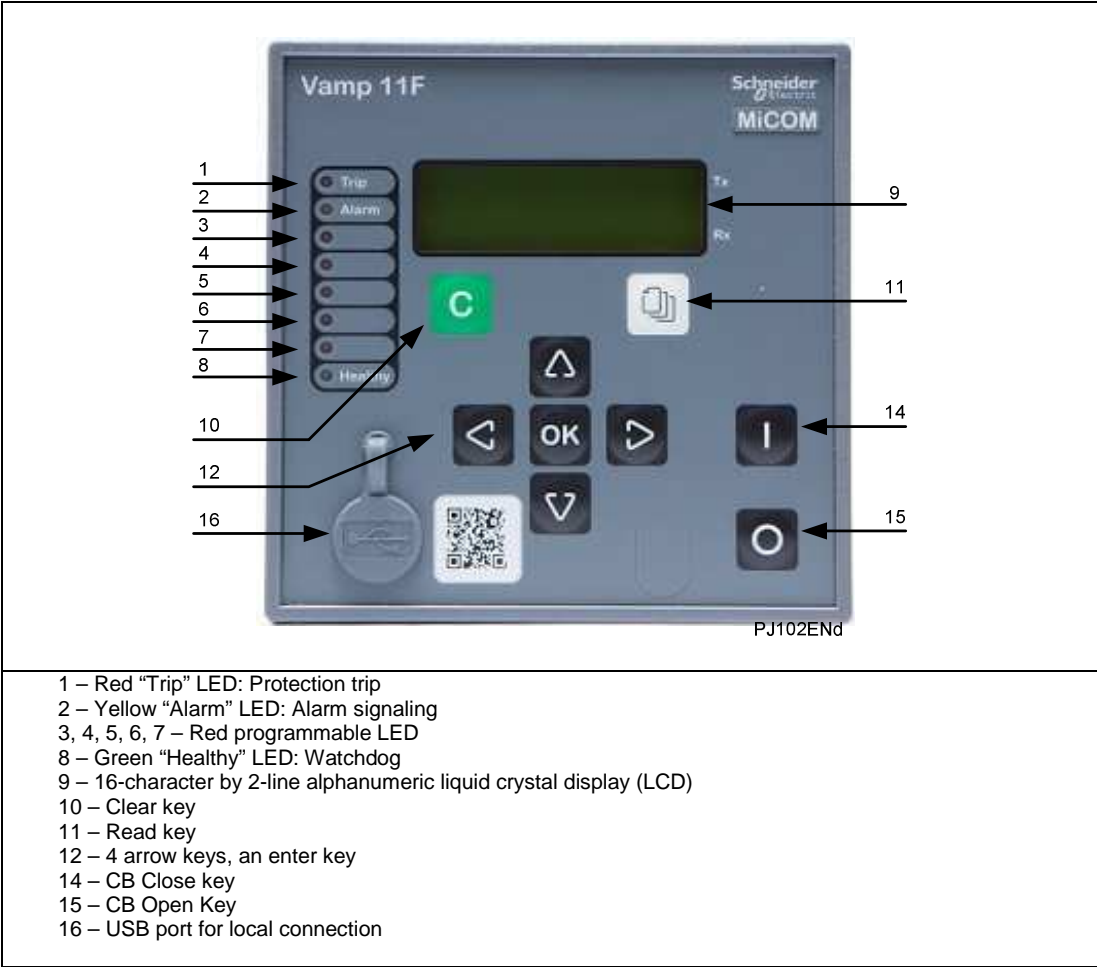 Vamp 11F
Schneider
Electric
MiCOM
1
Trip
Tx
2
Alarm
9
3
Rx
4
5
11
6
C
7
8
Healthy
14
10
OK
I
12
16
15
O
PJ102ENd
1 – Red “Trip” LED: Protection trip
2 – Yellow “Alarm” LED: Alarm signaling
3, 4, 5, 6, 7 – Red programmable LED
8 – Green “Healthy” LED: Watchdog
9 – 16-character by 2-line alphanumeric liquid crystal display (LCD)
10 – Clear key
11 – Read key
12 – 4 arrow keys, an enter key
14 – CB Close key
15 – CB Open Key
16 – USB port for local connection